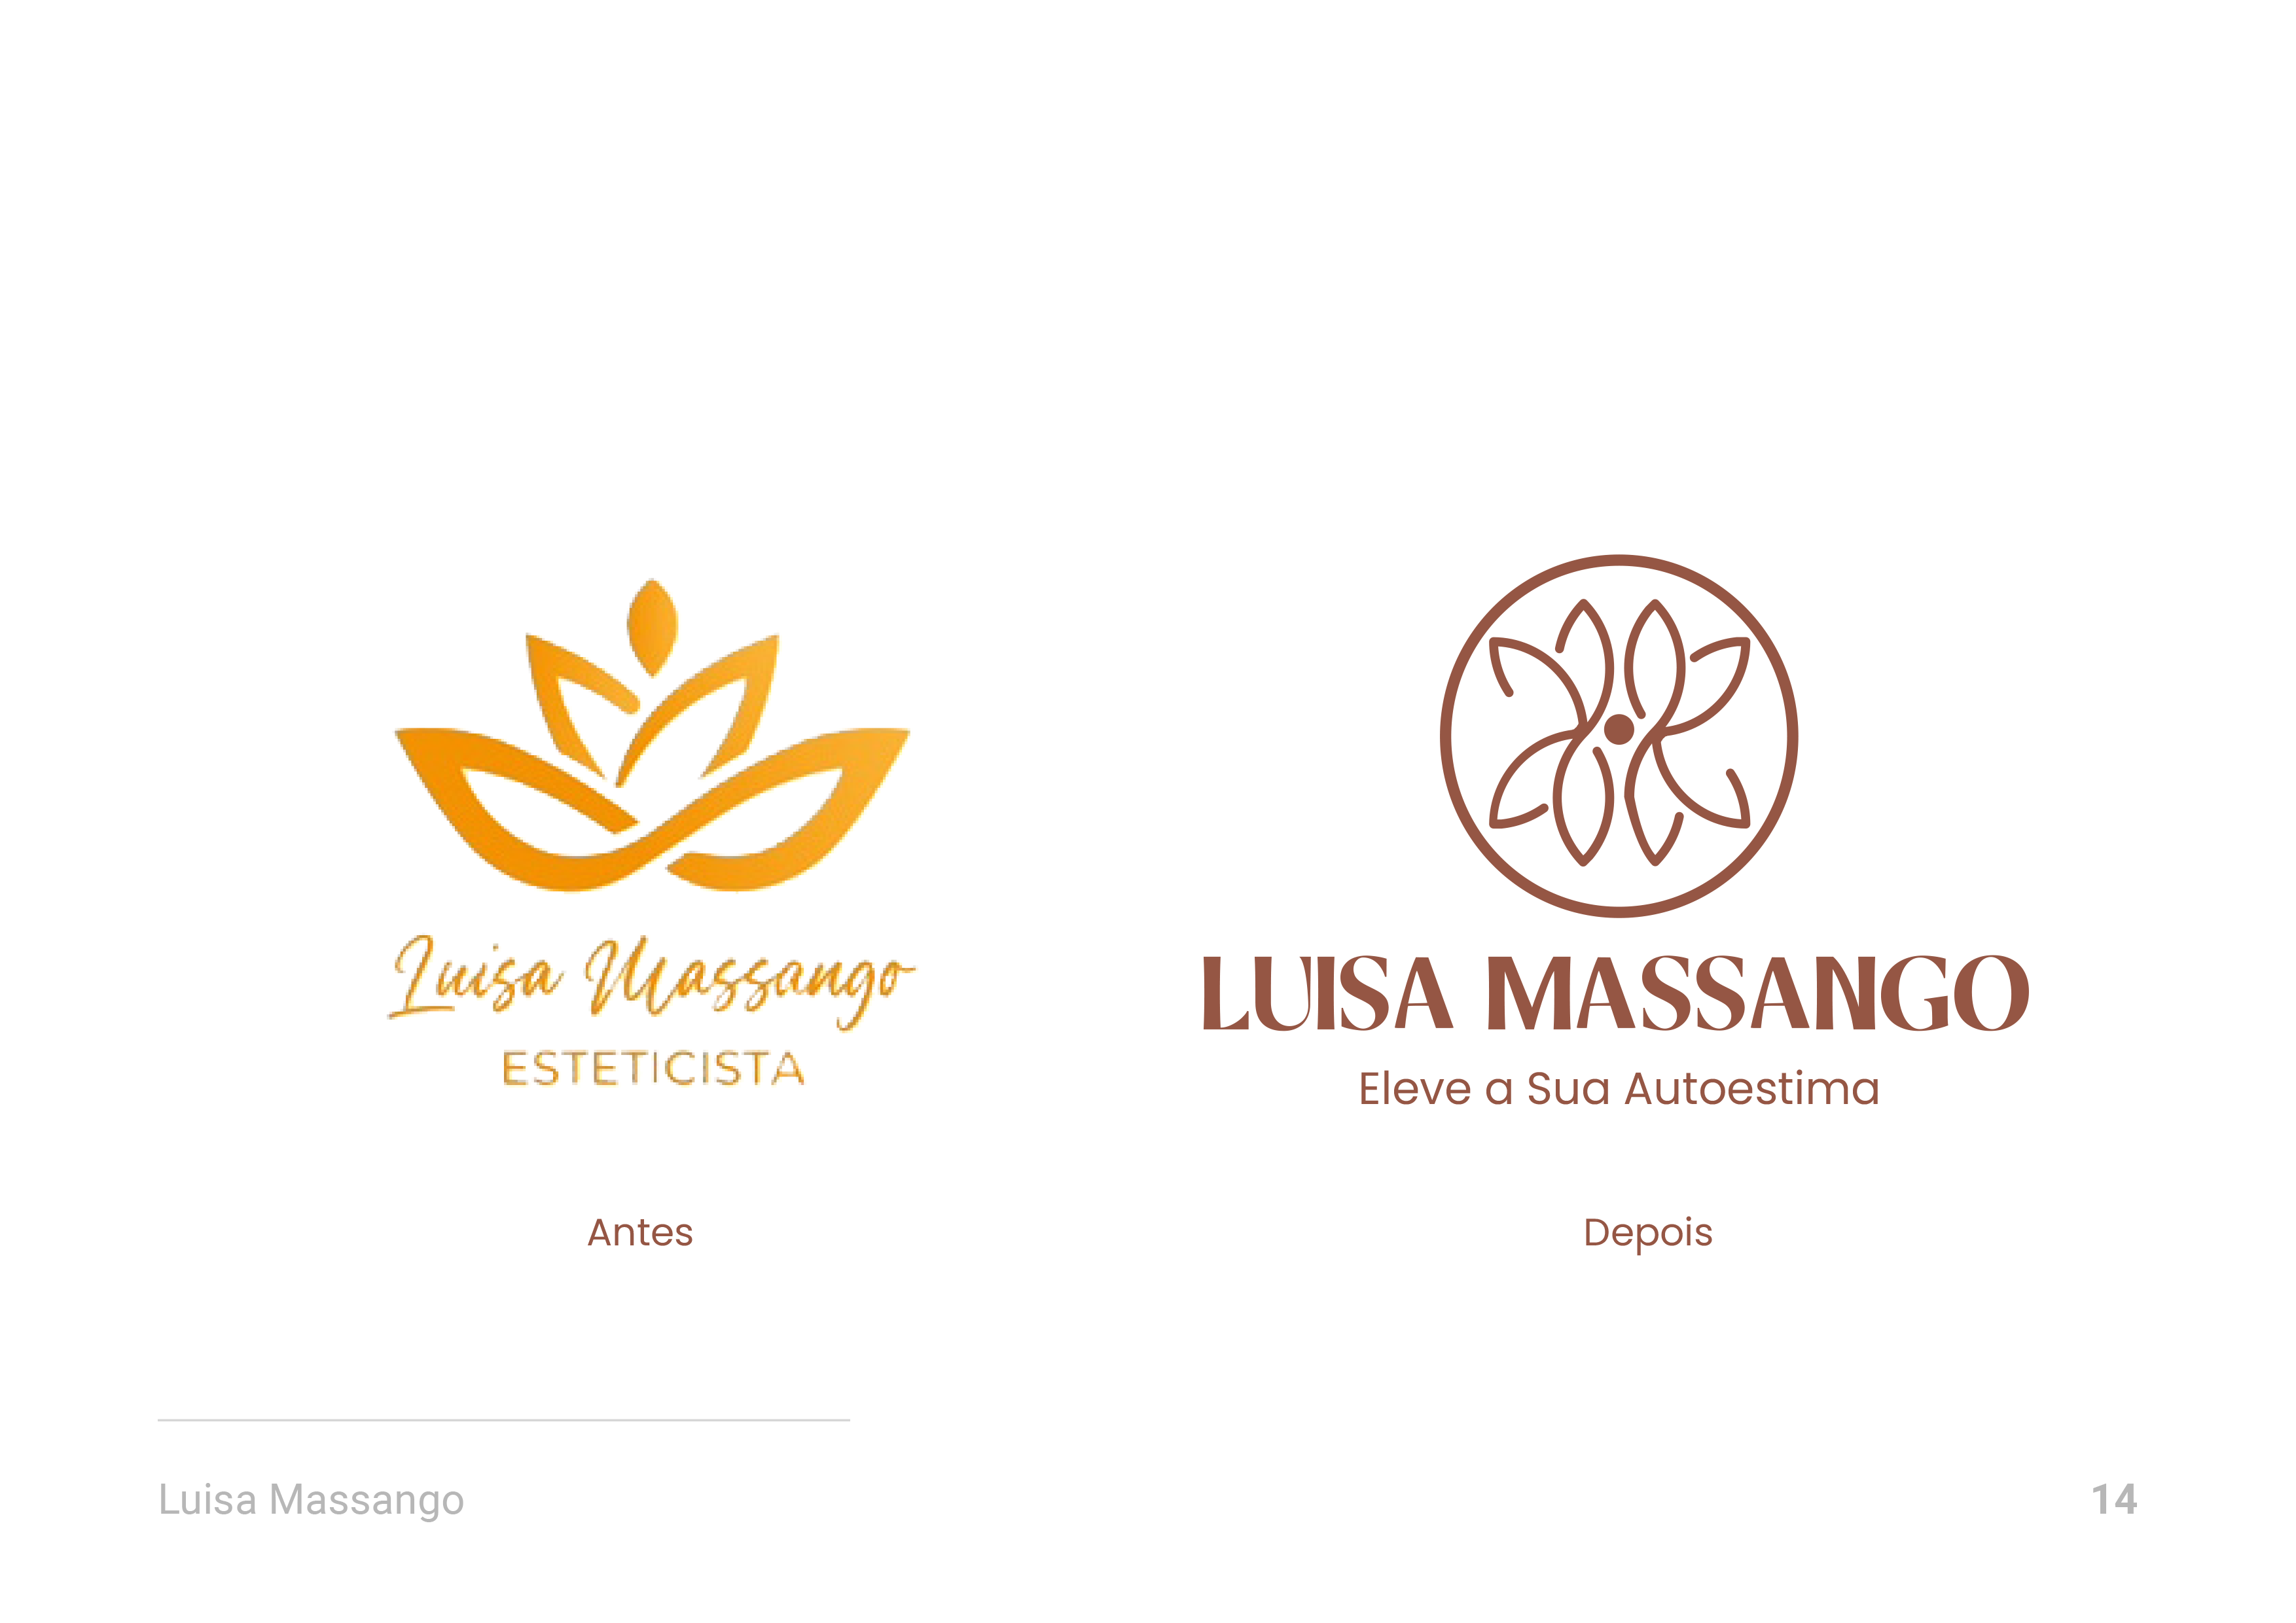 Luisa Massango
ESTETICISTA
Antes
LUISA MASSANGO
Eleve a Sua Autoestima
Depois
Luisa Massango
14